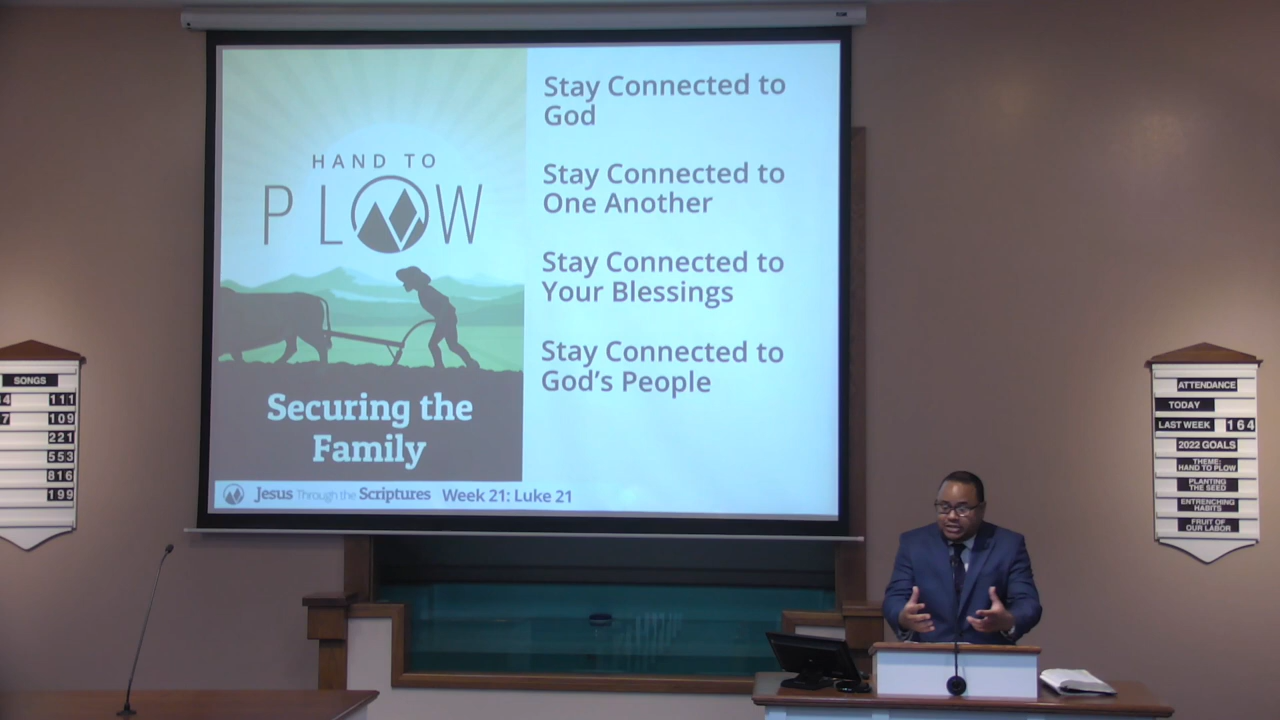 HAND TO
PLOW
Securing the
Family
Stay Connected to
God
Stay Connected to
One Another
Stay Connected to
Your Blessings
Stay Connected to
God's People
Jesus Through the Scriptures Week 21: Luke 21
SONGS
4 111
7 109
221
553
816
199
ATTENDANCE
TODAY
LAST WEEK 164
2022 GOALS
THEME:
HAND TO PLOW
PLANTING
THE SEED
ENTRENCHING
HABITS
FRUIT OF
OUR LABOR